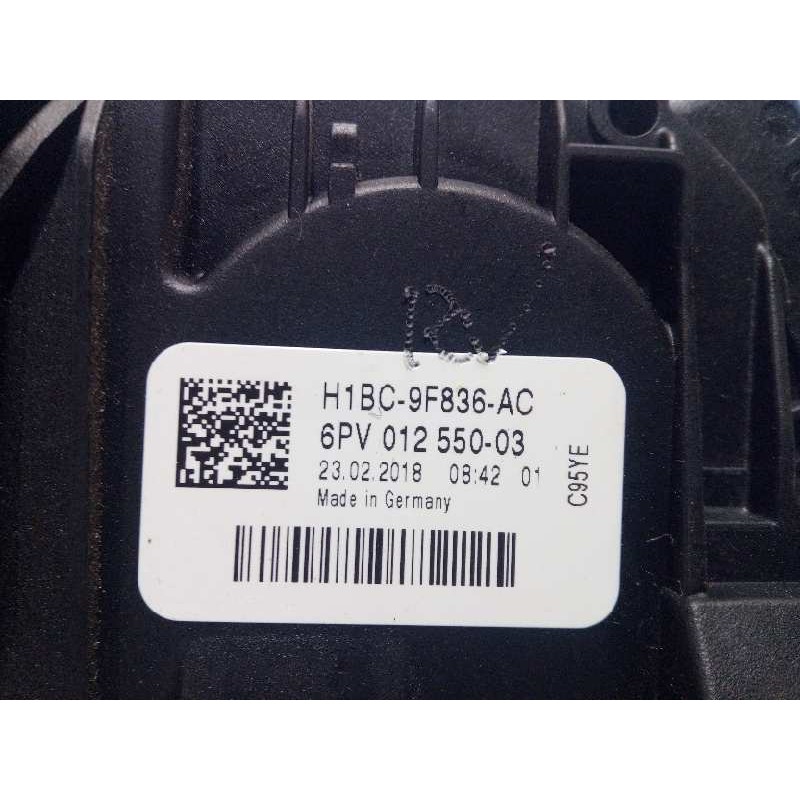 H1BC-9F836-AC
6PV 012 550-03
23.02.2018 08:42 01
Made in Germany
C95YE